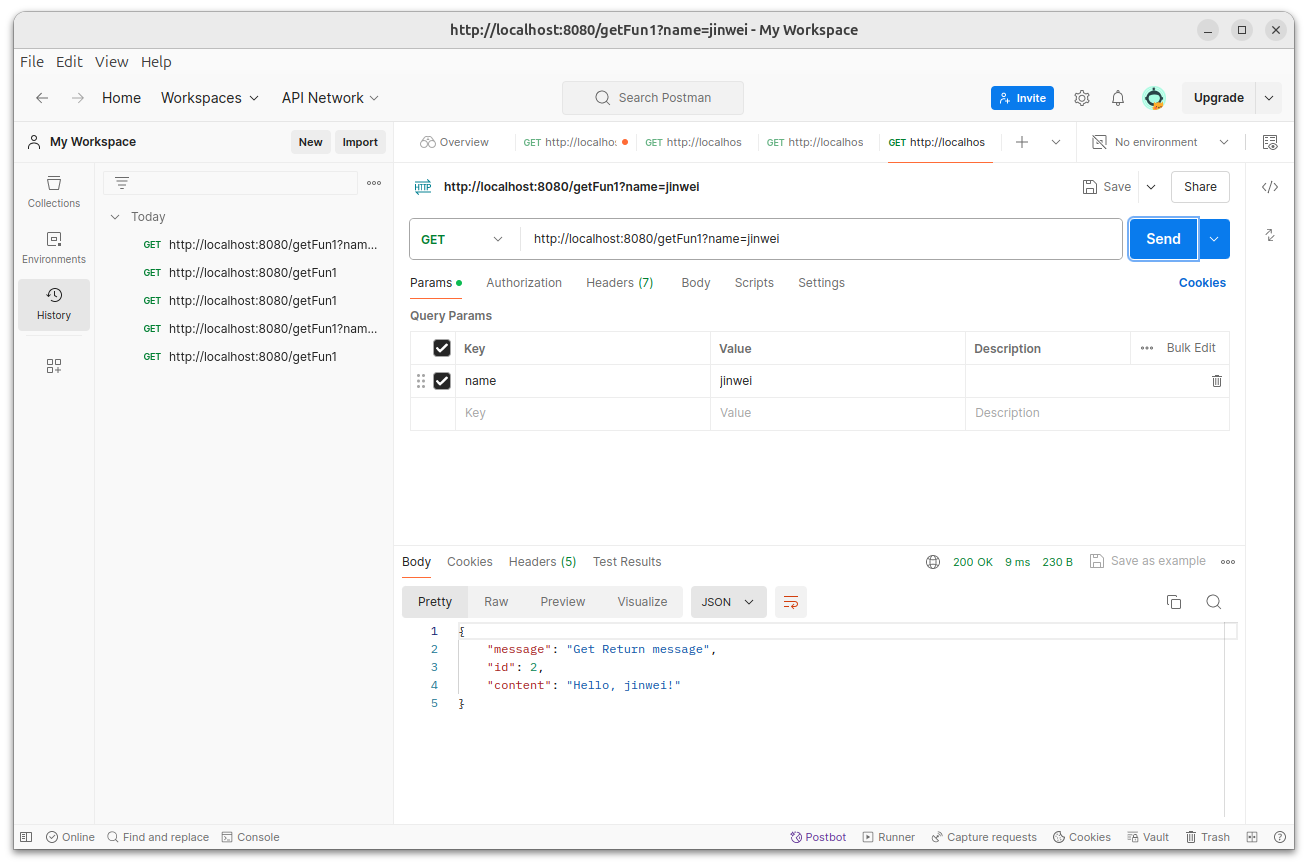 http://localhost:8080/getFun1?name=jinwei - My Workspace
File Edit View Help
Home Workspaces API Network Search Postman Invite Upgrade
My Workspace New Import Overview GET http://localhos GET http://localhos GET http://localhos GET http://localhos No environment
HTTP http://localhost:8080/getFun1?name=jinwei Save Share
Collections
Environments
History
Today
GET http://localhost:8080/getFun1?nam...
GET http://localhost:8080/getFun1
GET http://localhost:8080/getFun1
GET http://localhost:8080/getFun1?nam...
GET http://localhost:8080/getFun1
GET http://localhost:8080/getFun1?name=jinwei Send
Params Authorization Headers (7) Body Scripts Settings Cookies
Query Params
Key Value Description Bulk Edit
name jinwei
Key Value Description
Body Cookies Headers (5) Test Results 200 OK 9 ms 230 B Save as example
Pretty Raw Preview Visualize JSON
1 {
2 "message": "Get Return message",
3 "id": 2,
4 "content": "Hello, jinwei!"
5 }
Online Find and replace Console Postbot Runner Capture requests Cookies Vault Trash